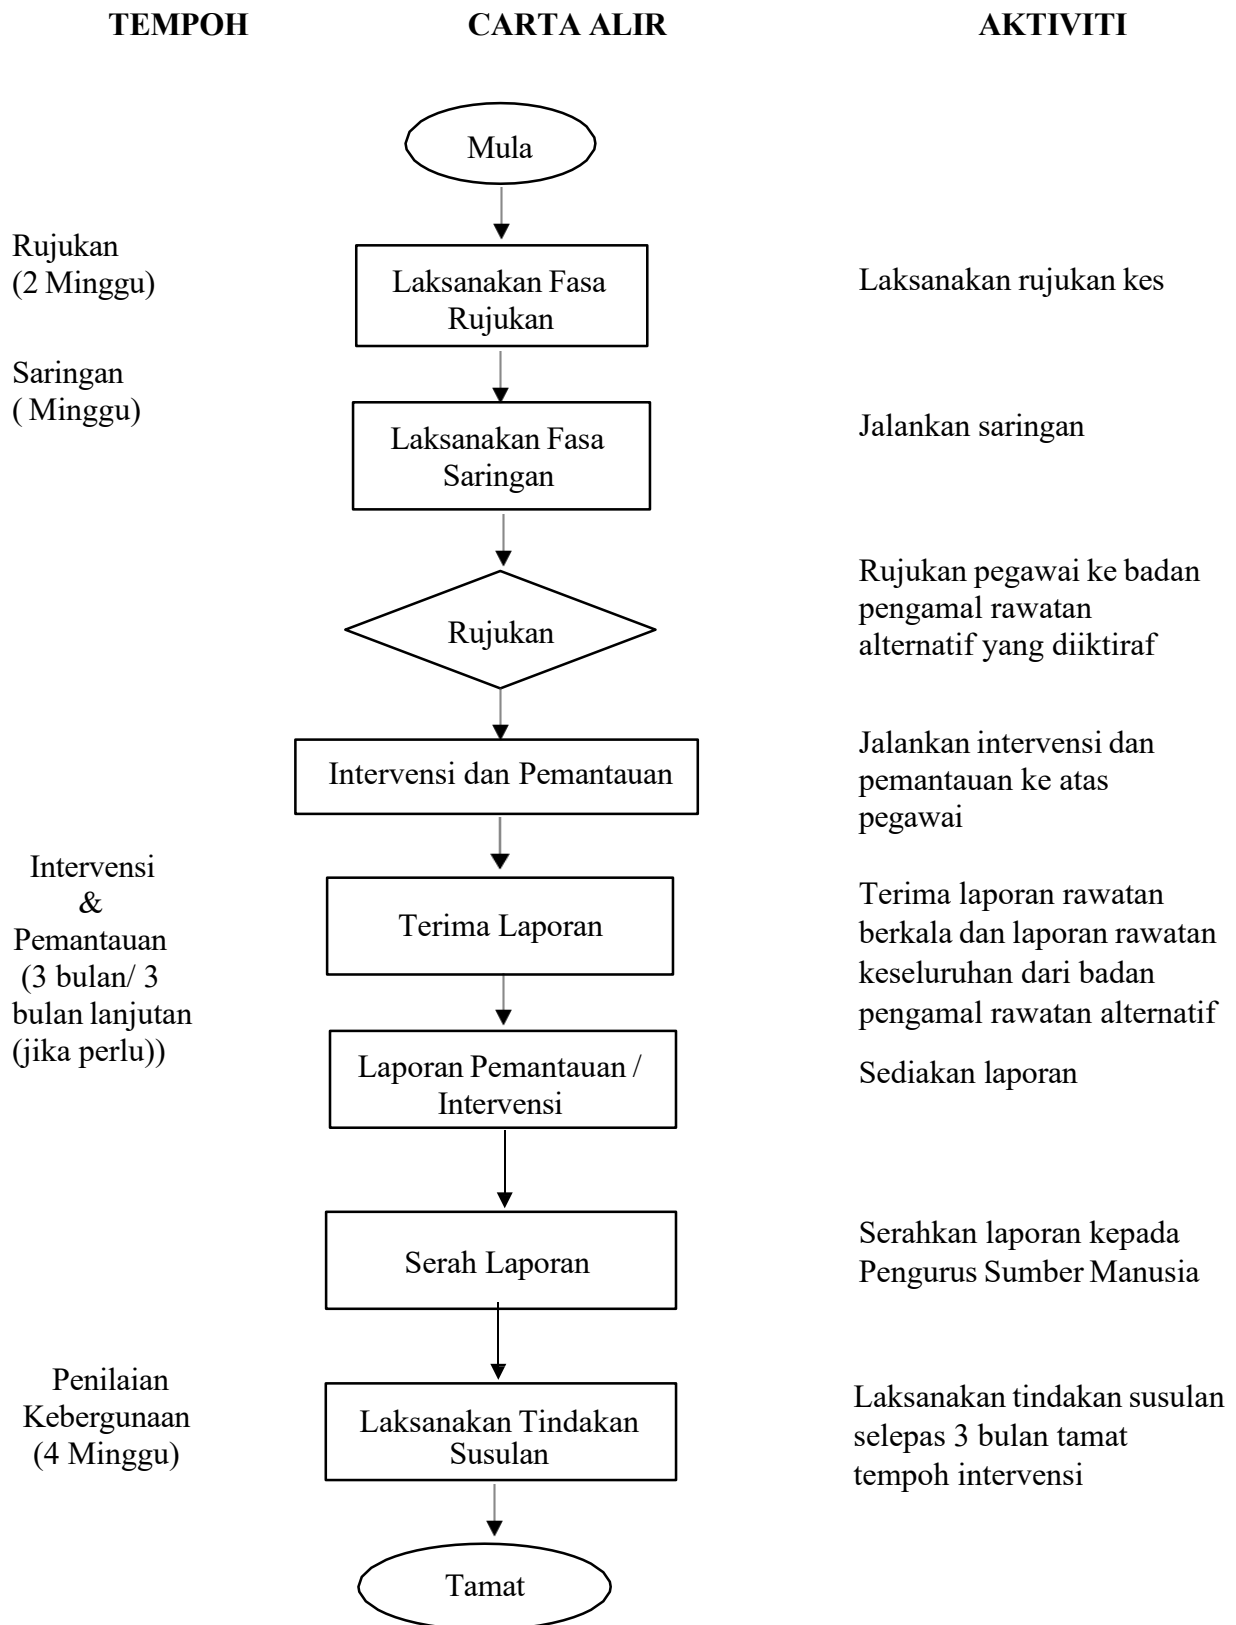 TEMPOH CARTA ALIR AKTIVITI
Mula
Rujukan
(2 Minggu)
Laksanakan Fasa
Rujukan
Laksanakan rujukan kes
Saringan
( Minggu)
Laksanakan Fasa
Saringan
Jalankan saringan
Rujukan
Rujukan pegawai ke badan
pengamal rawatan
alternatif yang diiktiraf
Intervensi dan Pemantauan
Jalankan intervensi dan
pemantauan ke atas
pegawai
Intervensi
&
Pemantauan
(3 bulan/ 3
bulan lanjutan
(jika perlu))
Terima Laporan
Terima laporan rawatan
berkala dan laporan rawatan
keseluruhan dari badan
pengamal rawatan alternatif
Laporan Pemantauan /
Intervensi
Sediakan laporan
Serah Laporan
Serahkan laporan kepada
Pengurus Sumber Manusia
Penilaian
Kebergunaan
(4 Minggu)
Laksanakan Tindakan
Susulan
Laksanakan tindakan susulan
selepas 3 bulan tamat
tempoh intervensi
Tamat